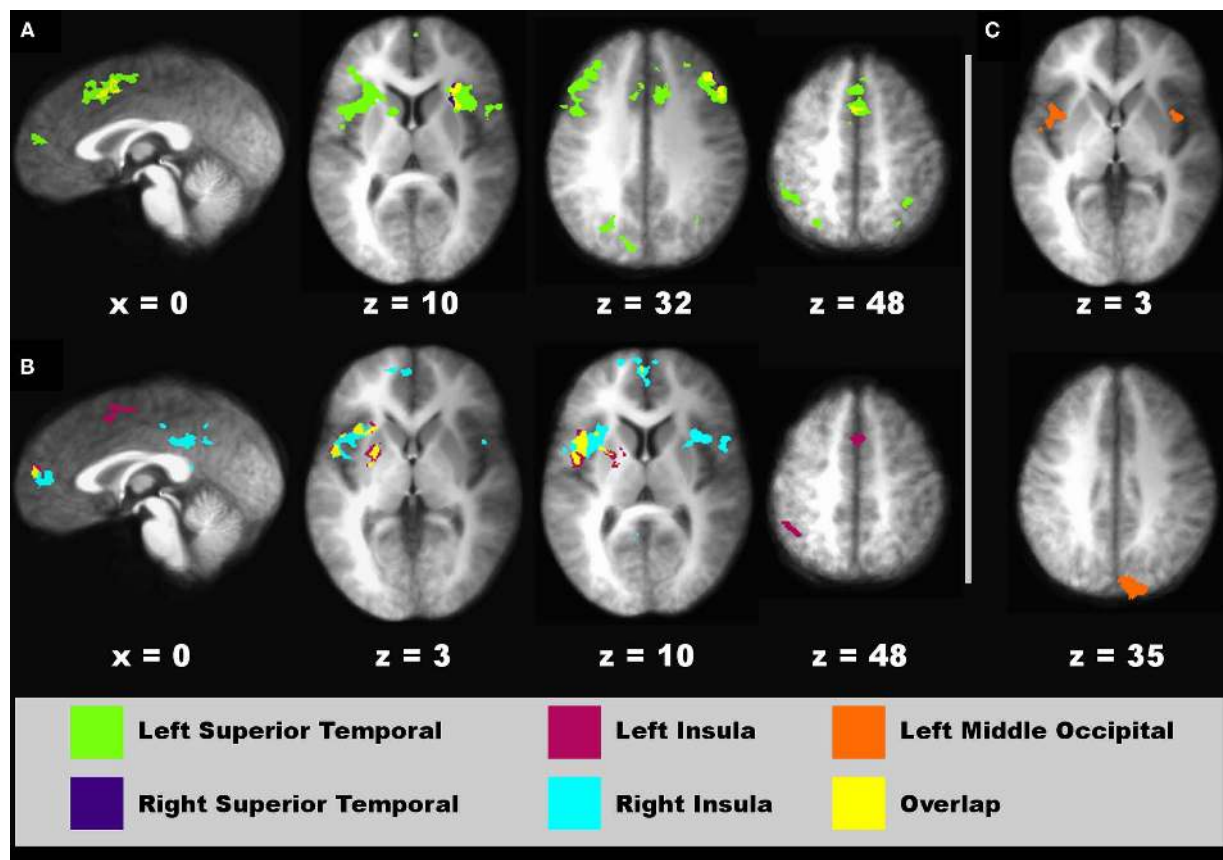 A
C
x = 0
z = 10
z = 32
z = 48
z = 3
B
x = 0
z = 3
z = 10
z = 48
z = 35
Left Superior Temporal
Left Insula
Left Middle Occipital
Right Superior Temporal
Right Insula
Overlap